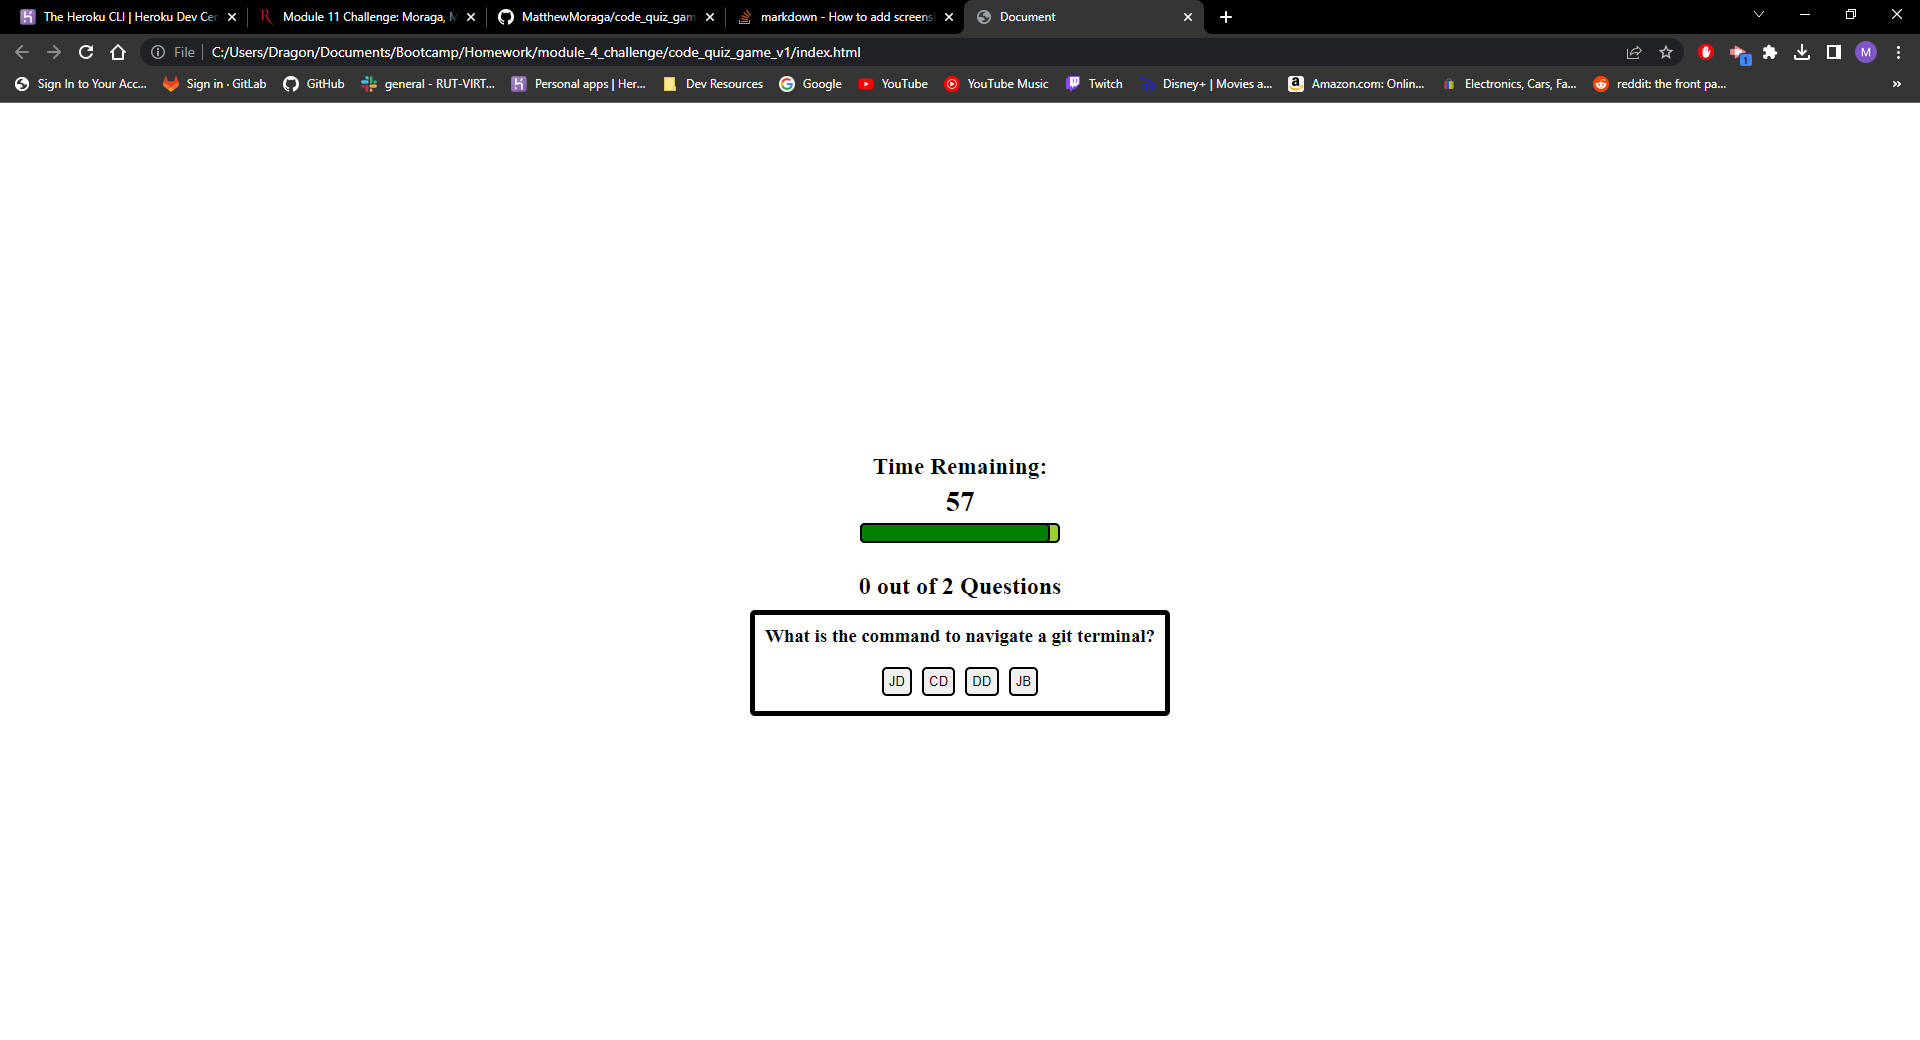 The Heroku CLI | Heroku Dev Cen
Module 11 Challenge: Moraga, M
MatthewMoraga/code_quiz_gam
markdown - How to add screens
Document
File
C:/Users/Dragon/Documents/Bootcamp/Homework/module_4_challenge/code_quiz_game_v1/index.html
1
M
Sign In to Your Acc...
Sign in · GitLab
GitHub
general - RUT-VIRT...
Personal apps | Her...
Dev Resources
Google
YouTube
YouTube Music
Twitch
Disney+ | Movies a...
Amazon.com: Onlin...
Electronics, Cars, Fa...
reddit: the front pa...
»
Time Remaining:
57
0 out of 2 Questions
What is the command to navigate a git terminal?
JD CD DD JB